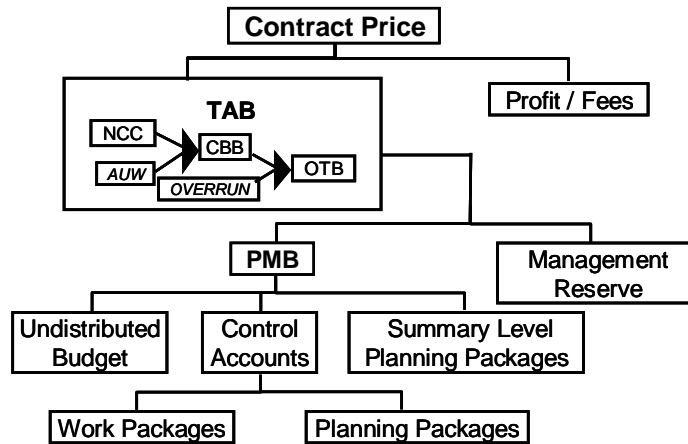 Contract Price
Profit / Fees
TAB
NCC
CBB
AUW
OVERRUN
OTB
PMB
Management
Reserve
Undistributed
Budget
Control
Accounts
Summary Level
Planning Packages
Work Packages
Planning Packages